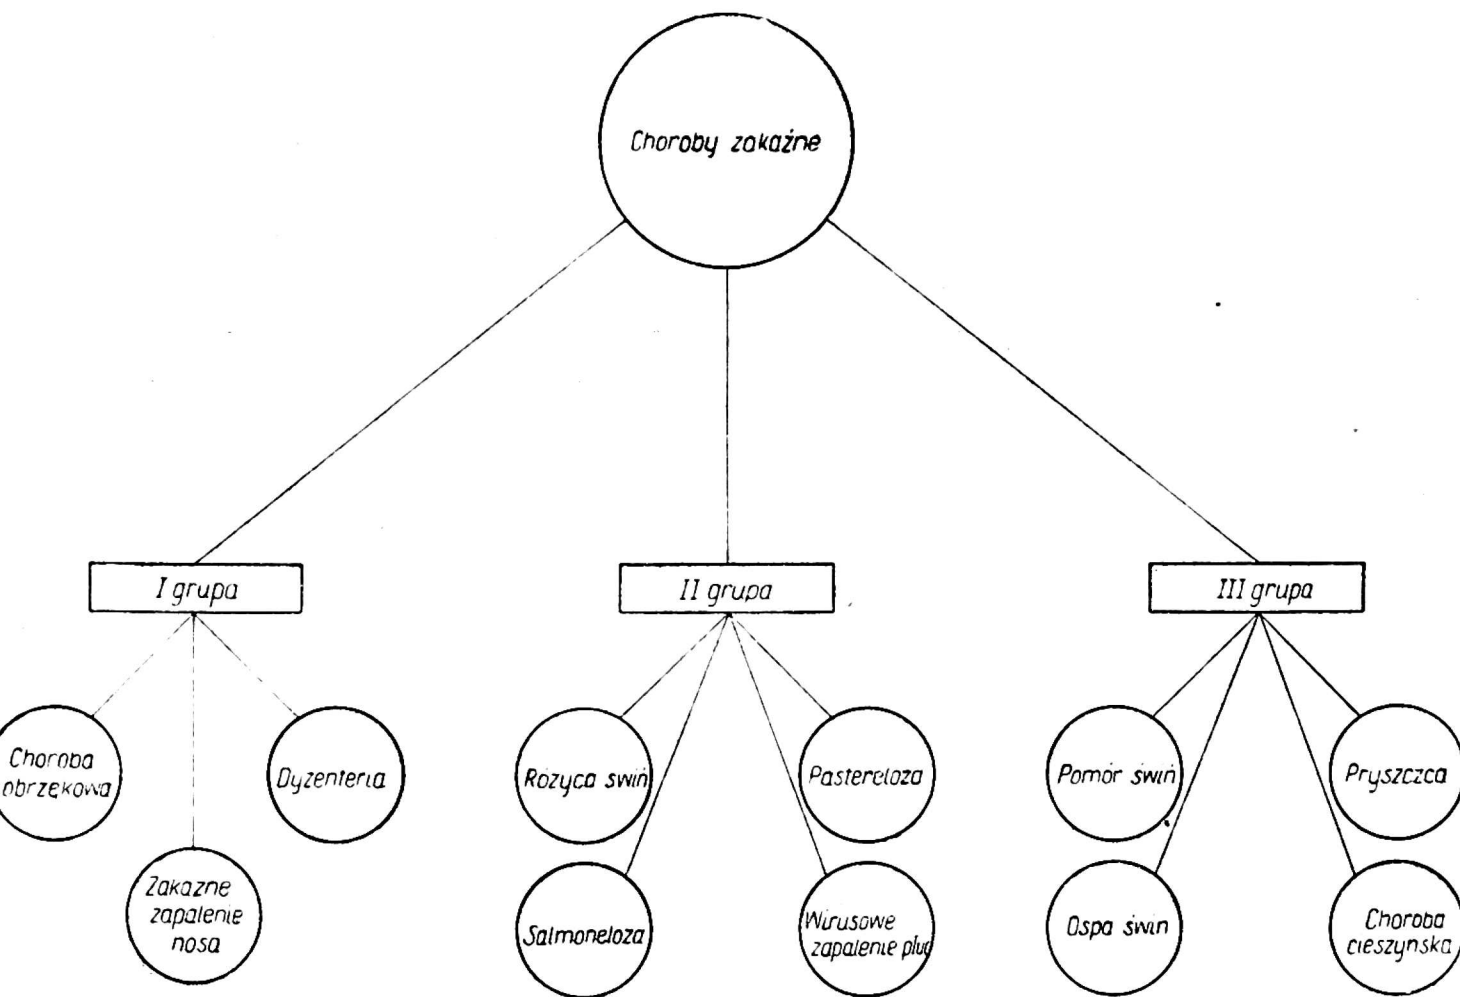 Choroby zakaźne
I grupa
II grupa
III grupa
Choroba
obrzękowa
Dyzenteria
Różyca świń
Pastereloza
Pomór świń
Pryszczca
Zakaźne
zapalenie
nosa
Salmoneloza
Wirusowe
zapalenie płuc
Ospa świń
Choroba
cieszyńska